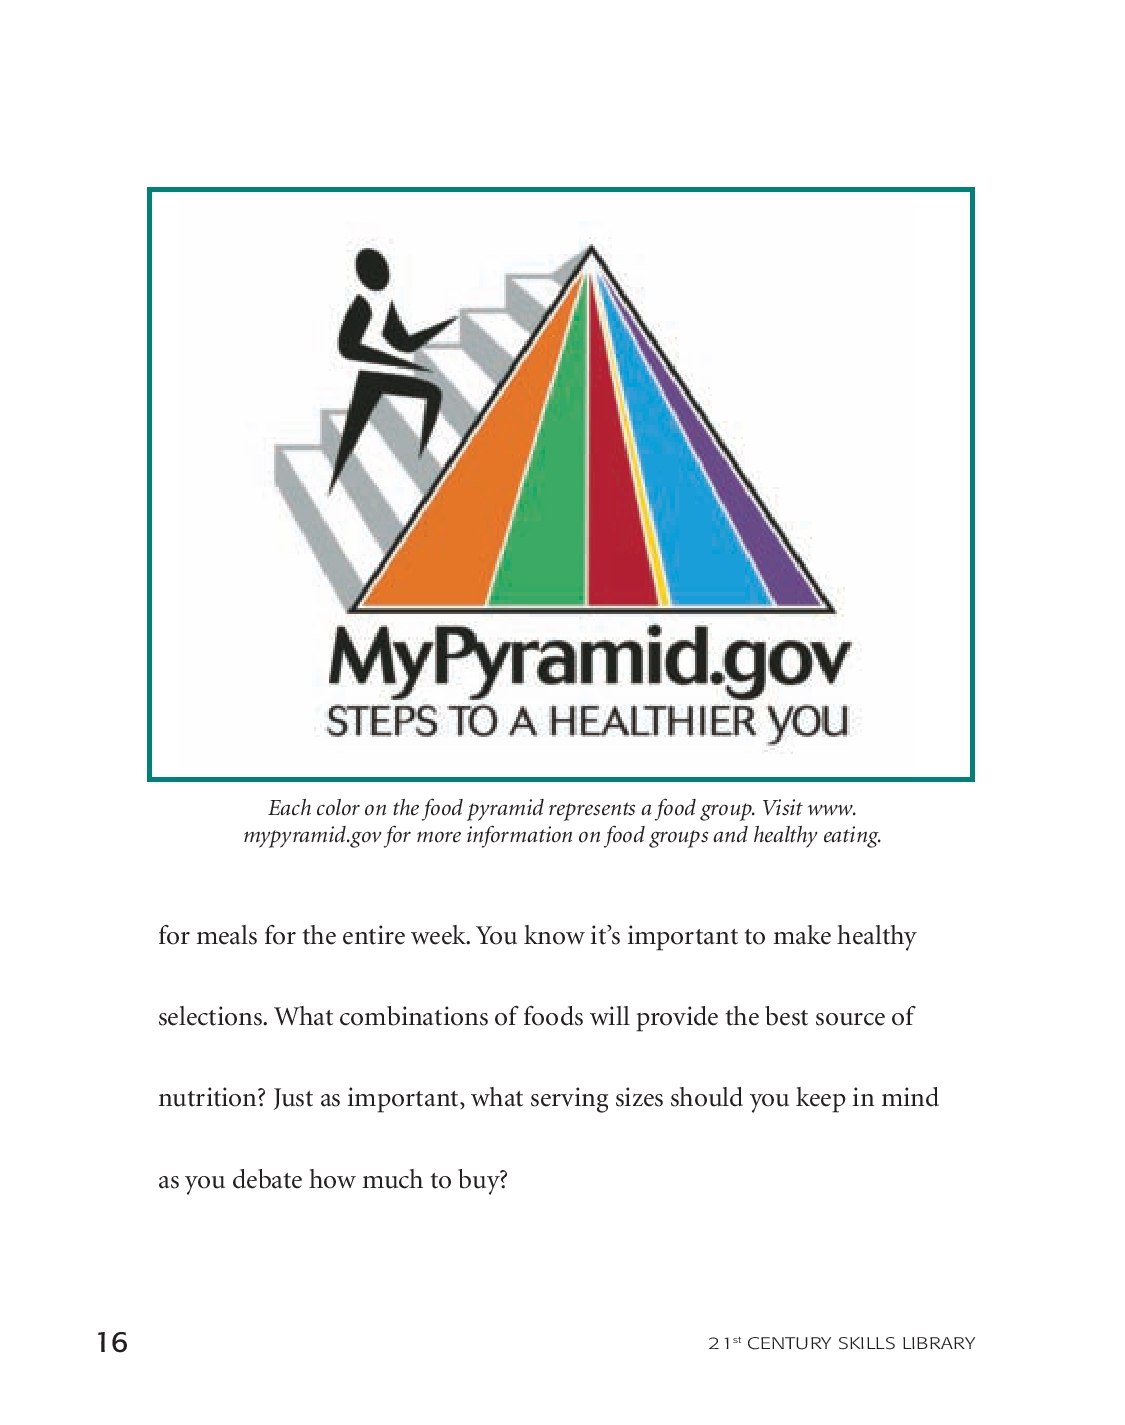 MyPyramid.gov
STEPS TO A HEALTHIER YOU
Each color on the food pyramid represents a food group. Visit www.
mypyramid.gov for more information on food groups and healthy eating.
for meals for the entire week. You know it’s important to make healthy
selections. What combinations of foods will provide the best source of
nutrition? Just as important, what serving sizes should you keep in mind
as you debate how much to buy?
16
21st CENTURY SKILLS LIBRARY